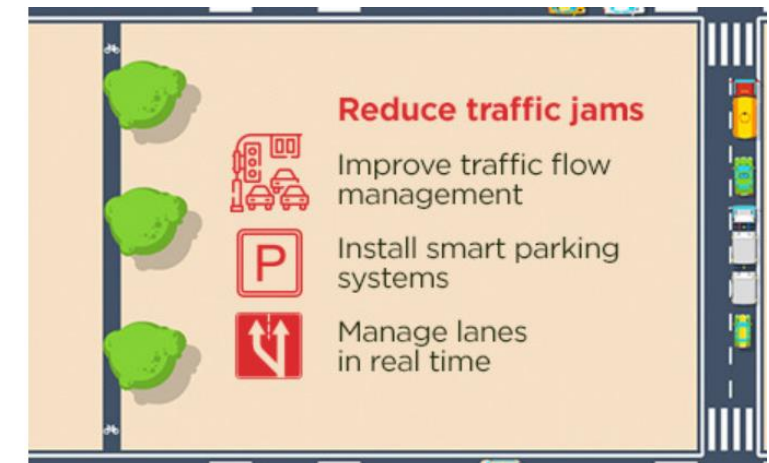 Reduce traffic jams
Improve traffic flow
management
P
Install smart parking
systems
Manage lanes
in real time